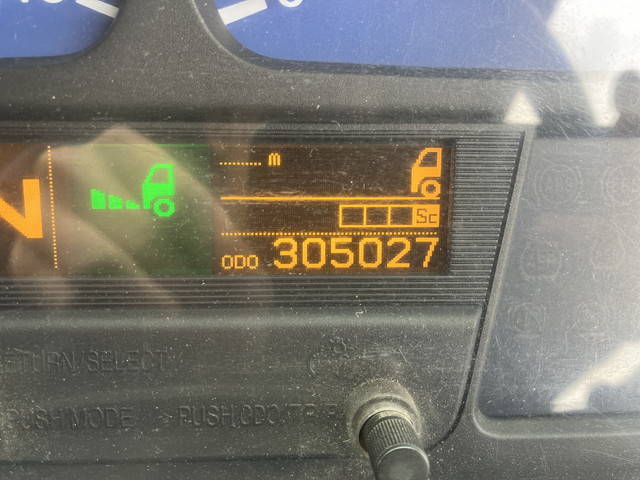 m
N
Sc
ODO 305027
RETURN/SELECT
PUSH MODE PUSH,ODO/TRIP